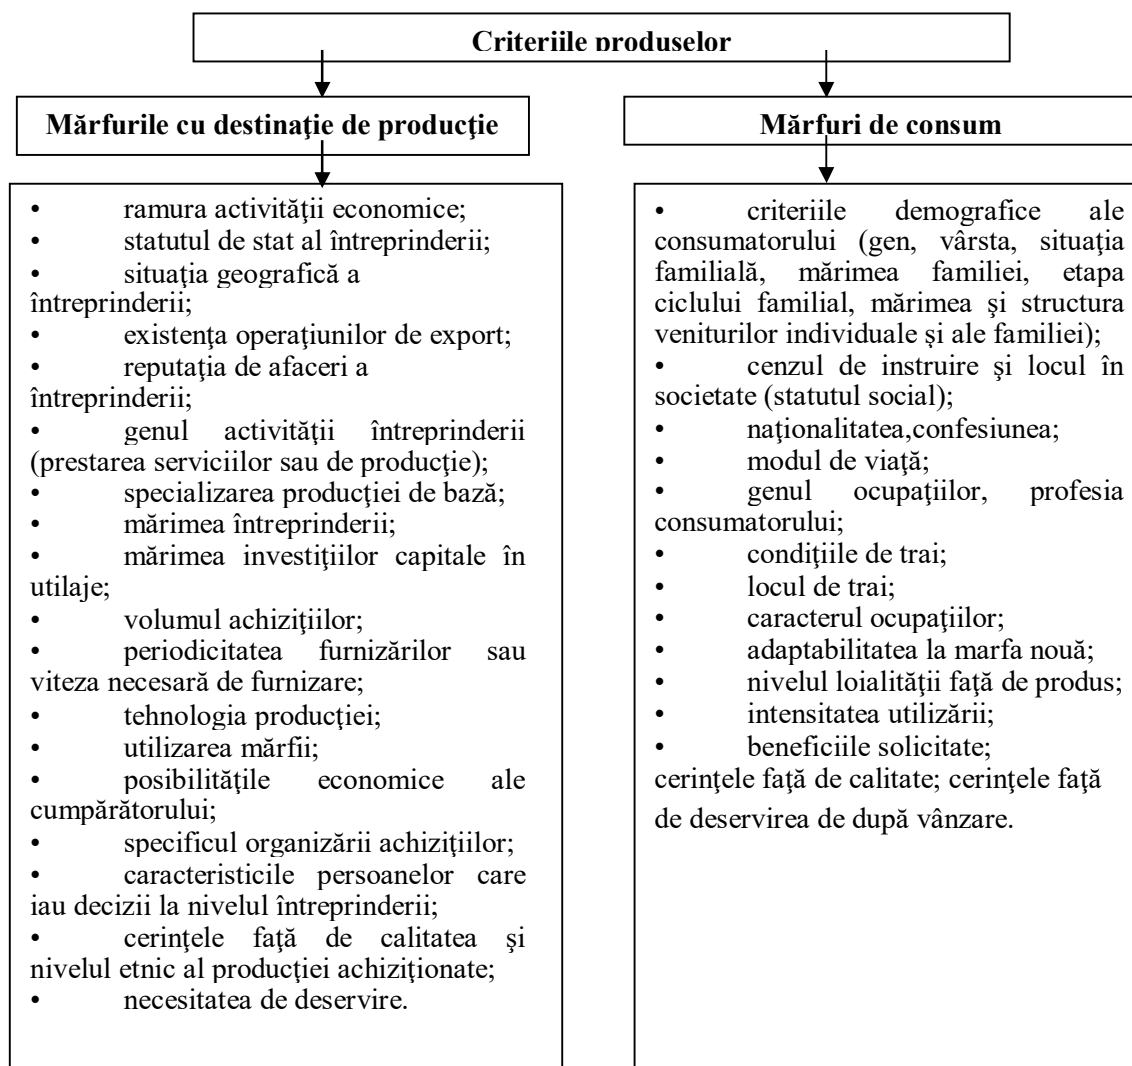 Criteriile produselor
Mărfurile cu destinaţie de producţie
• ramura activităţii economice;
• statutul de stat al întreprinderii;
• situaţia geografică a
întreprinderii;
• existenţa operaţiunilor de export;
• reputaţia de afaceri a
întreprinderii;
• genul activităţii întreprinderii
(prestarea serviciilor sau de producţie);
• specializarea producţiei de bază;
• mărimea întreprinderii;
• mărimea investiţiilor capitale în
utilaje;
• volumul achiziţiilor;
• periodicitatea furnizărilor sau
viteza necesară de furnizare;
• tehnologia producţiei;
• utilizarea mărfii;
• posibilităţile economice ale
cumpărătorului;
• specificul organizării achiziţiilor;
• caracteristicile persoanelor care
iau decizii la nivelul întreprinderii;
• cerinţele faţă de calitatea şi
nivelul etnic al producţiei achiziţionate;
• necesitatea de deservire.
Mărfuri de consum
• criteriile demografice ale
consumatorului (gen, vârsta, situaţia
familială, mărimea familiei, etapa
ciclului familial, mărimea şi structura
veniturilor individuale și ale familiei);
• cenzul de instruire şi locul în
societate (statutul social);
• naţionalitatea,confesiunea;
• modul de viaţă;
• genul ocupaţiilor, profesia
consumatorului;
• condiţiile de trai;
• locul de trai;
• caracterul ocupaţiilor;
• adaptabilitatea la marfa nouă;
• nivelul loialităţii faţă de produs;
• intensitatea utilizării;
• beneficiile solicitate;
cerinţele faţă de calitate; cerinţele faţă
de deservirea de după vânzare.